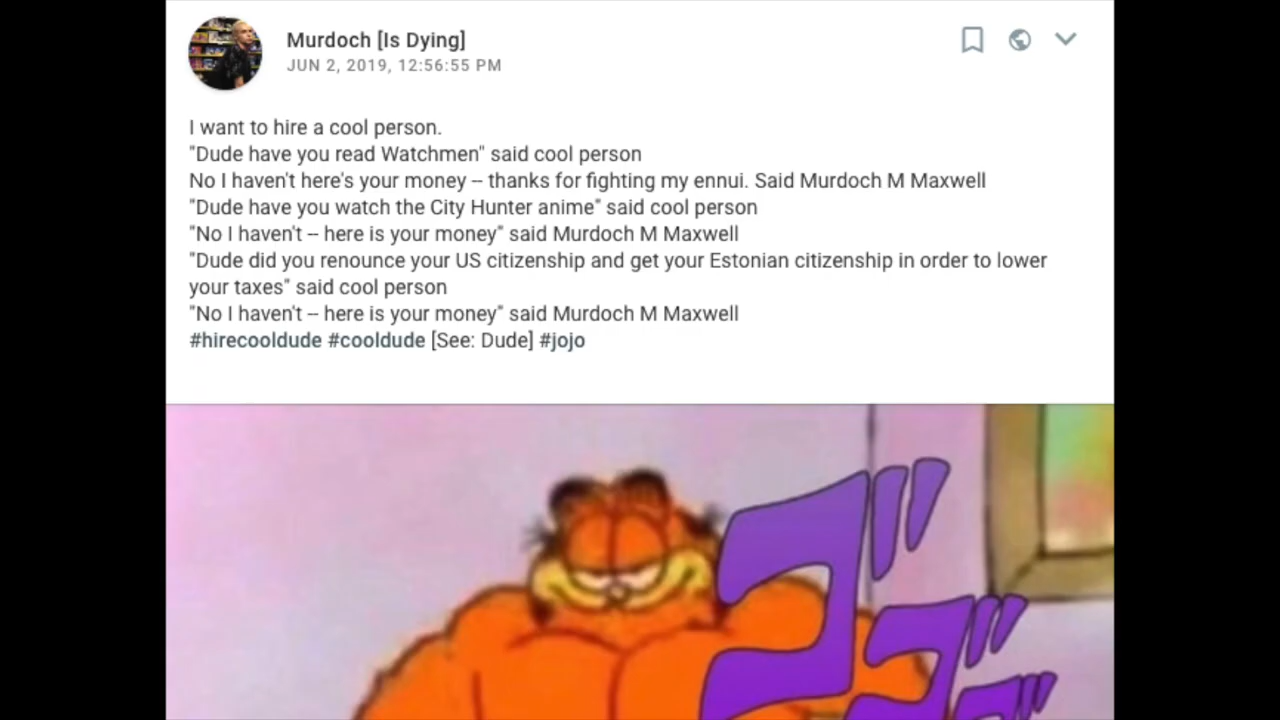 Murdoch [Is Dying]
JUN 2, 2019, 12:56:55 PM
I want to hire a cool person.
"Dude have you read Watchmen" said cool person
No I haven't here's your money -- thanks for fighting my ennui. Said Murdoch M Maxwell
"Dude have you watch the City Hunter anime" said cool person
"No I haven't -- here is your money" said Murdoch M Maxwell
"Dude did you renounce your US citizenship and get your Estonian citizenship in order to lower
your taxes" said cool person
"No I haven't -- here is your money" said Murdoch M Maxwell
#hirecooldude #cooldude [See: Dude] #jojo
ゴ
ゴ
ゴ